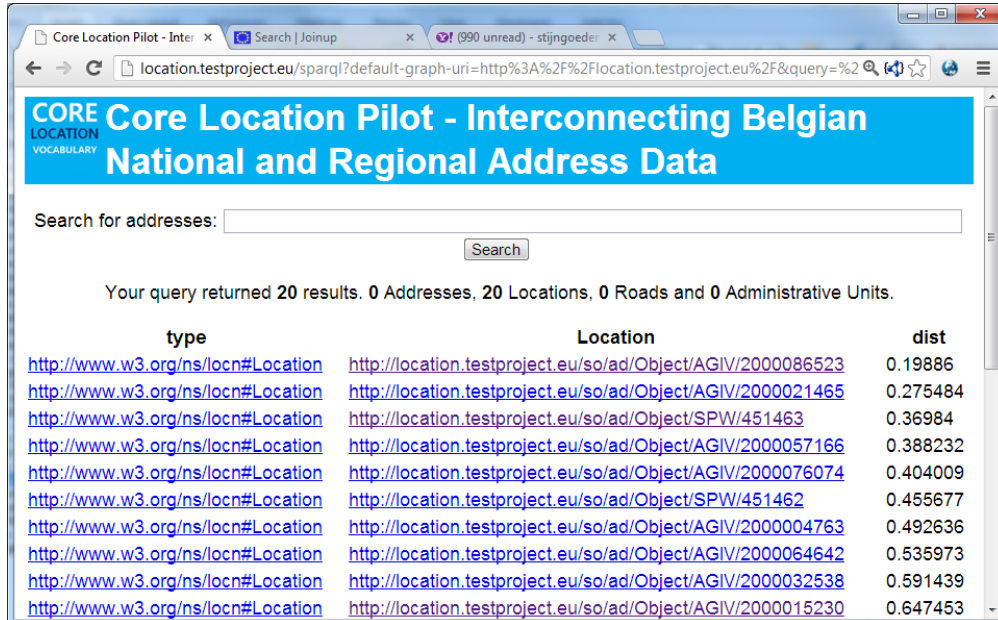 Core Location Pilot - Inter
Search | Joinup
(990 unread) - stijngoeder
location.testproject.eu/sparql?default-graph-uri=http%3A%2F%2Flocation.testproject.eu%2F&query=%2
CORE
LOCATION
VOCABULARY
Core Location Pilot - Interconnecting Belgian
National and Regional Address Data
Search for addresses:
Search
Your query returned 20 results. 0 Addresses, 20 Locations, 0 Roads and 0 Administrative Units.
type Location dist
http://www.w3.org/ns/locn#Location http://location.testproject.eu/so/ad/Object/AGIV/2000086523 0.19886
http://www.w3.org/ns/locn#Location http://location.testproject.eu/so/ad/Object/AGIV/2000021465 0.275484
http://www.w3.org/ns/locn#Location http://location.testproject.eu/so/ad/Object/SPW/451463 0.36984
http://www.w3.org/ns/locn#Location http://location.testproject.eu/so/ad/Object/AGIV/2000057166 0.388232
http://www.w3.org/ns/locn#Location http://location.testproject.eu/so/ad/Object/AGIV/2000076074 0.404009
http://www.w3.org/ns/locn#Location http://location.testproject.eu/so/ad/Object/SPW/451462 0.455677
http://www.w3.org/ns/locn#Location http://location.testproject.eu/so/ad/Object/AGIV/2000004763 0.492636
http://www.w3.org/ns/locn#Location http://location.testproject.eu/so/ad/Object/AGIV/2000064642 0.535973
http://www.w3.org/ns/locn#Location http://location.testproject.eu/so/ad/Object/AGIV/2000032538 0.591439
http://www.w3.org/ns/locn#Location http://location.testproject.eu/so/ad/Object/AGIV/2000015230 0.647453